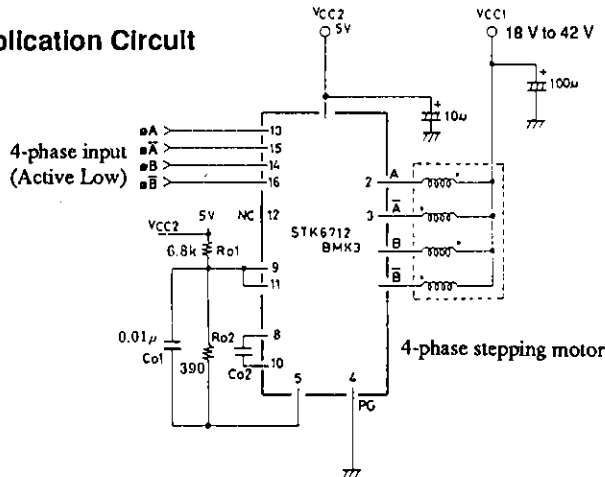 plication Circuit
VCC2
5V
VCC1
18 V to 42 V
+
100µ
+
10µ
4-phase input
(Active Low)
øA
øA̅
øB
øB̅
13
15
14
16
NC 12
VCC2
5V
6.8k Ro1
9
11
0.01µ
Co1
Ro2
390
Co2
8
10
5
4
PG
STK6712
BMK3
2 A
3 A̅
B
B̅
4-phase stepping motor